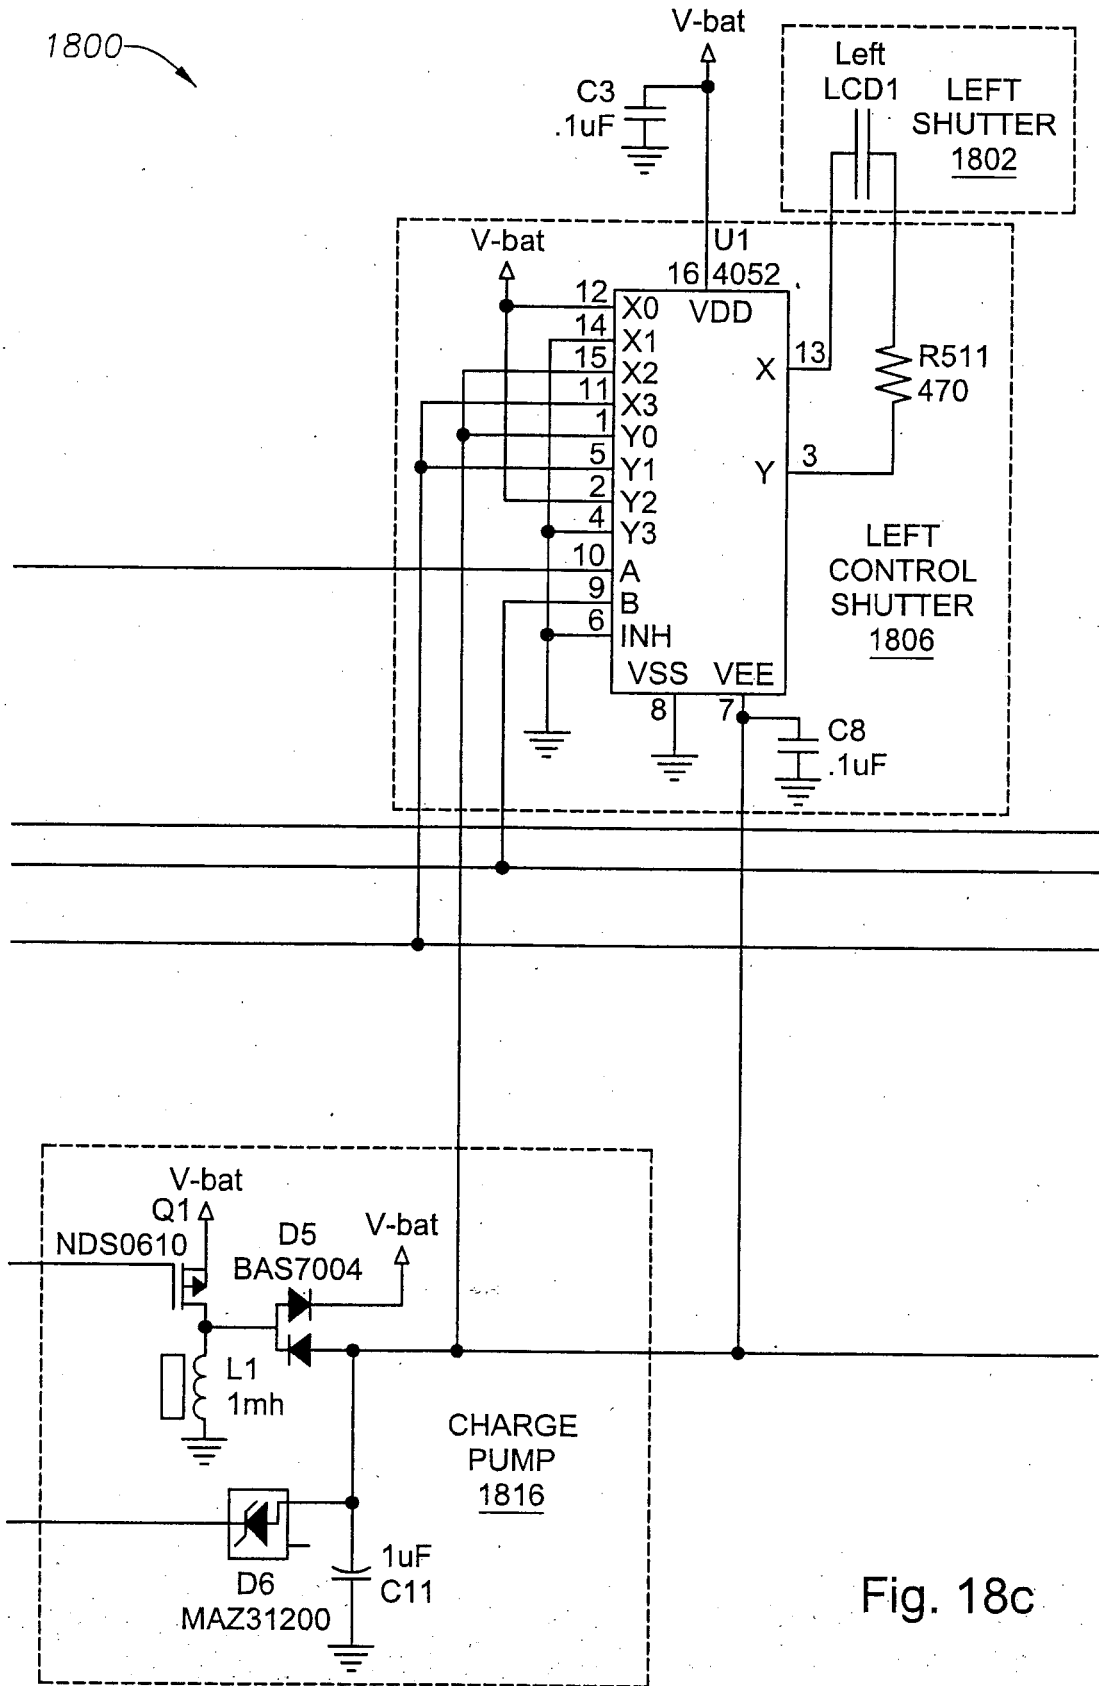 1800
V-bat
C3
.1uF
Left
LCD1
LEFT
SHUTTER
1802
V-bat
U1
16 4052
VDD
12 X0
14 X1
15 X2
11 X3
1 Y0
5 Y1
2 Y2
4 Y3
10 A
9 B
6 INH
X 13
Y 3
R511
470
VSS VEE
8 7
C8
.1uF
LEFT
CONTROL
SHUTTER
1806
V-bat
Q1
NDS0610
D5
BAS7004
V-bat
L1
1mh
CHARGE
PUMP
1816
D6
MAZ31200
1uF
C11
Fig. 18c